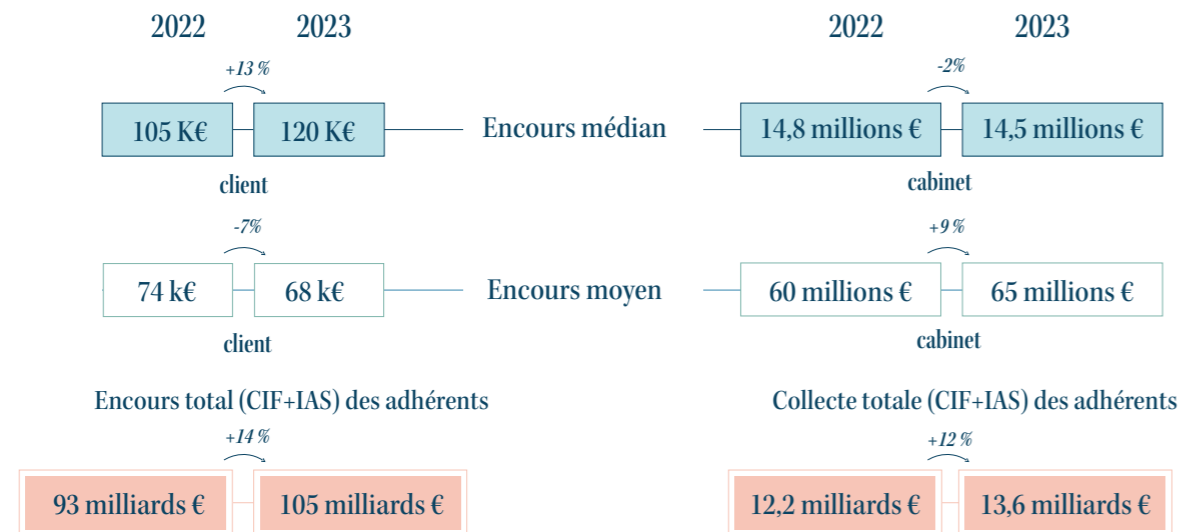 2022 2023 2022 2023
+13 % -2%
105 K€ 120 K€ Encours médian 14,8 millions € 14,5 millions €
client cabinet
-7% +9 %
74 k€ 68 k€ Encours moyen 60 millions € 65 millions €
client cabinet
Encours total (CIF+IAS) des adhérents Collecte totale (CIF+IAS) des adhérents
+14 % +12 %
93 milliards € 105 milliards € 12,2 milliards € 13,6 milliards €